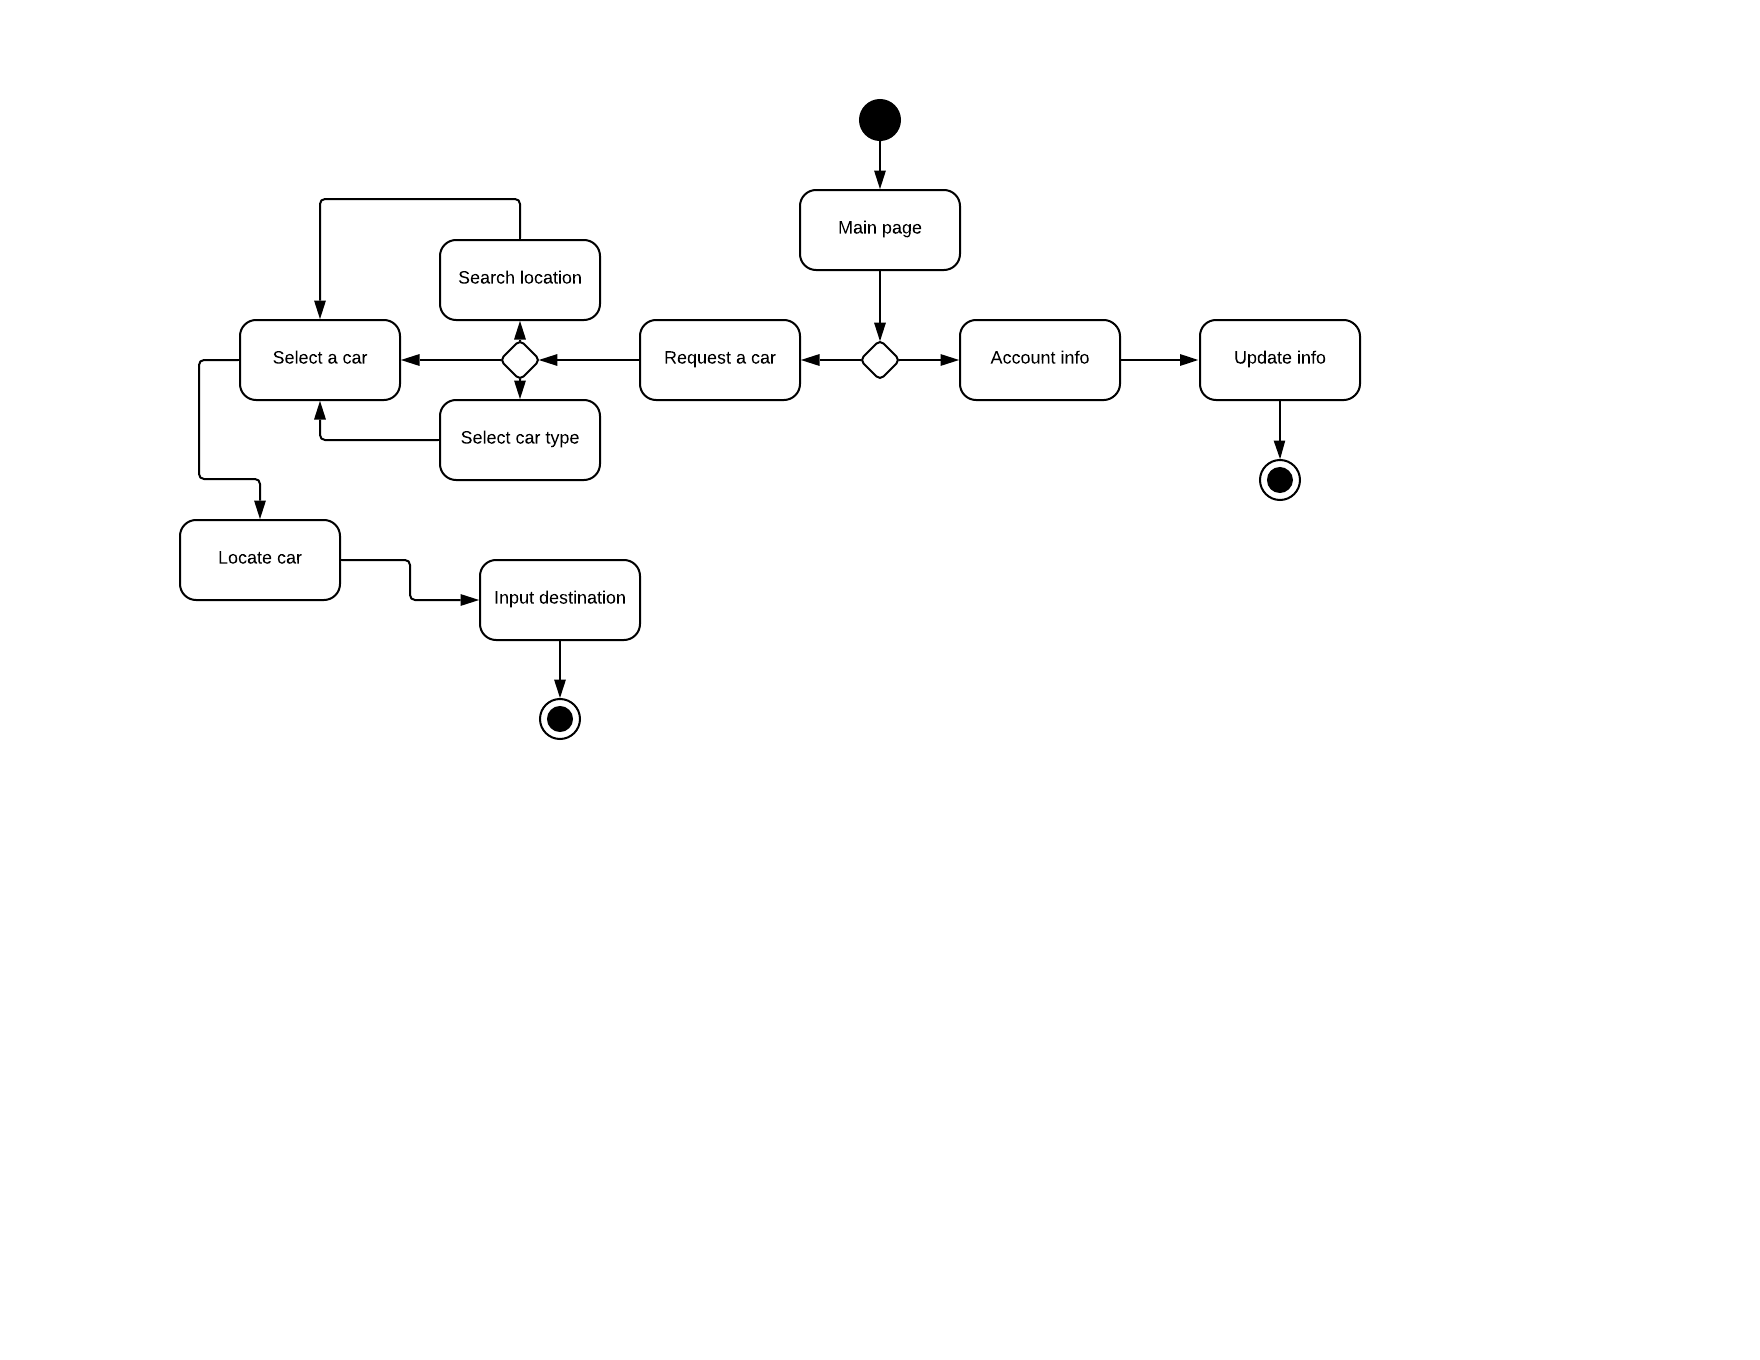 Main page
Search location
Select a car
Request a car
Account info
Update info
Select car type
Locate car
Input destination